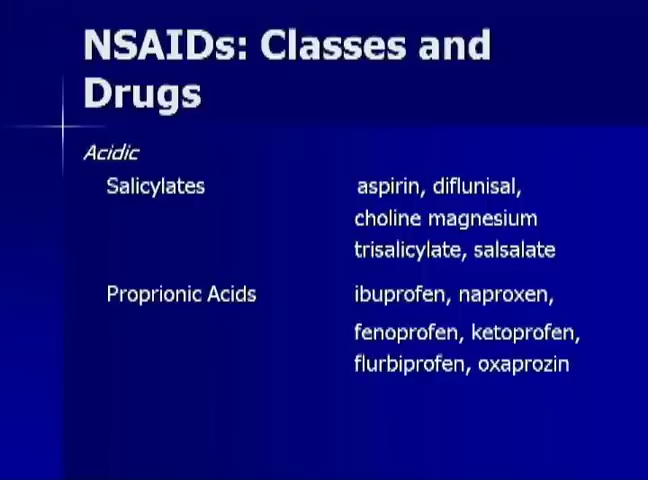 NSAIDs: Classes and
Drugs
Acidic
Salicylates aspirin, diflunisal,
choline magnesium
trisalicylate, salsalate
Proprionic Acids ibuprofen, naproxen,
fenoprofen, ketoprofen,
flurbiprofen, oxaprozin